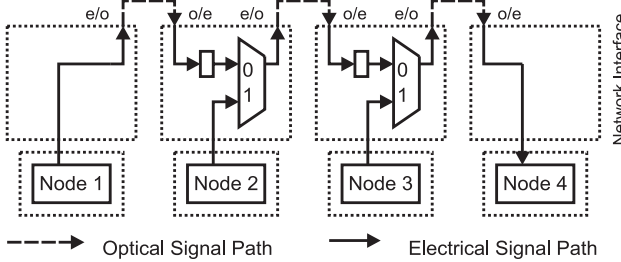 e/o o/e e/o o/e e/o o/e
0 0
1 1
Network Interface
Node 1 Node 2 Node 3 Node 4
Optical Signal Path Electrical Signal Path